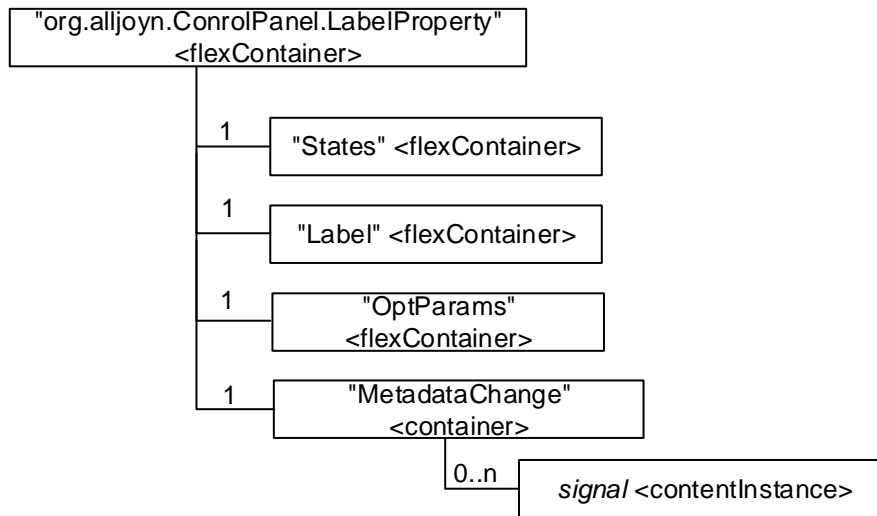 "org.alljoyn.ConrolPanel.LabelProperty"
<flexContainer>
1
"States" <flexContainer>
1
"Label" <flexContainer>
1
"OptParams"
<flexContainer>
1
"MetadataChange"
<container>
0..n
signal <contentInstance>